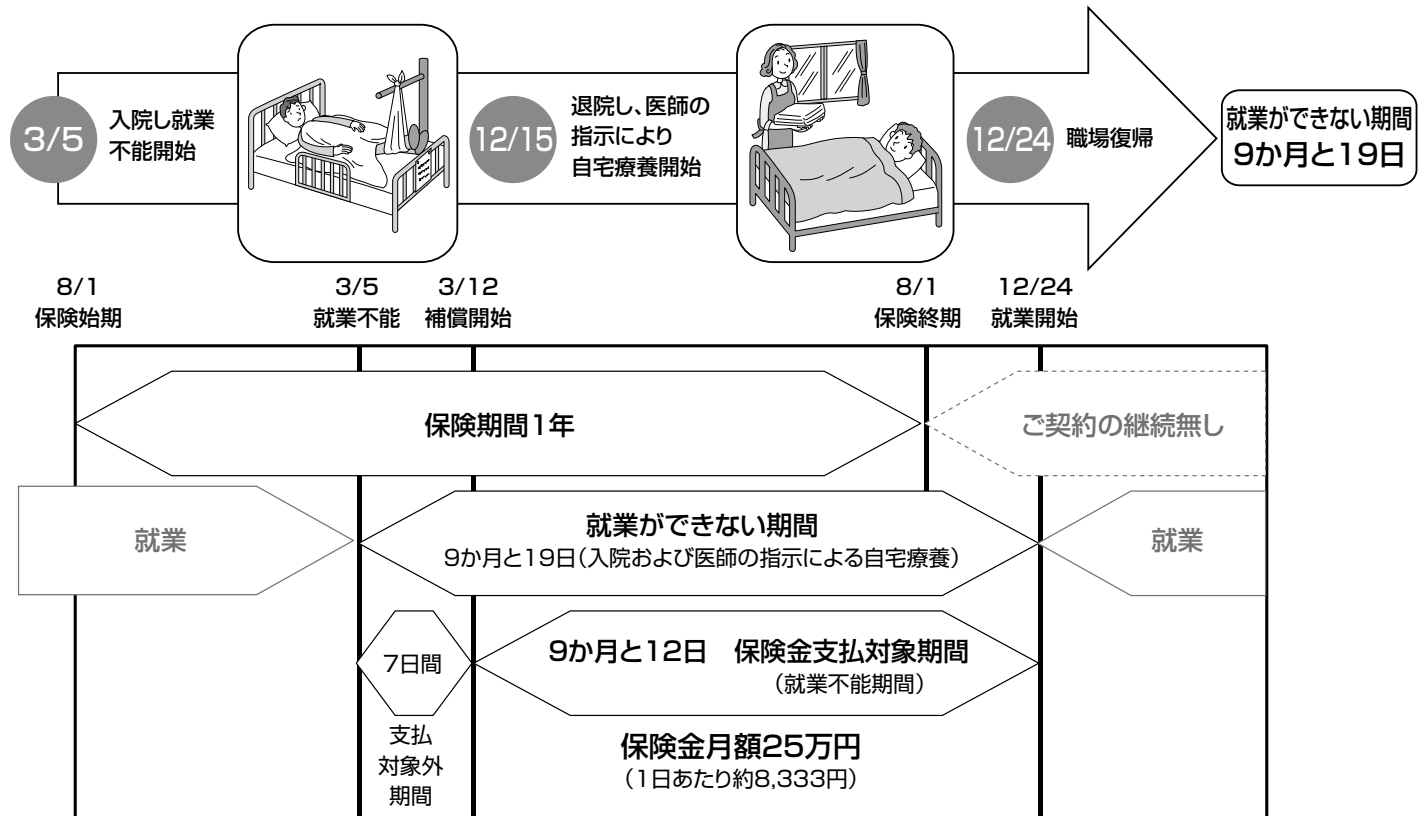 3/5
入院し就業
不能開始
12/15
退院し、医師の
指示により
自宅療養開始
12/24
職場復帰
就業ができない期間
9か月と19日
8/1
保険始期
3/5
就業不能
3/12
補償開始
8/1
保険終期
12/24
就業開始
保険期間1年
ご契約の継続無し
就業
就業ができない期間
9か月と19日(入院および医師の指示による自宅療養)
就業
7日間
9か月と12日 保険金支払対象期間
(就業不能期間)
支払
対象外
期間
保険金月額25万円
(1日あたり約8,333円)